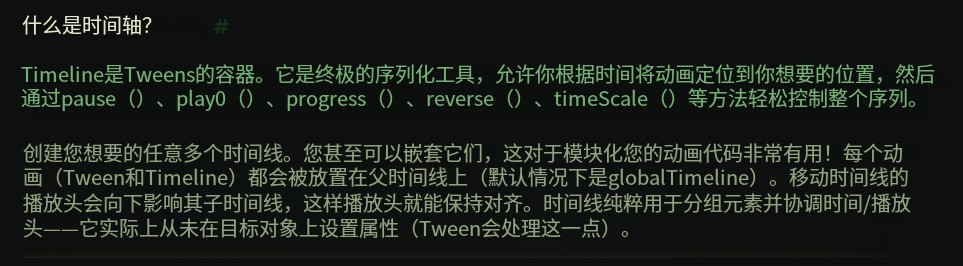 什么是时间轴？ #
Timeline是Tweens的容器。它是终极的序列化工具，允许你根据时间将动画定位到你想要的位置，然后
通过pause（）、play0（）、progress（）、reverse（）、timeScale（）等方法轻松控制整个序列。
创建您想要的任意多个时间线。您甚至可以嵌套它们，这对于模块化您的动画代码非常有用！每个动
画（Tween和Timeline）都会被放置在父时间线上（默认情况下是globalTimeline）。移动时间线的
播放头会向下影响其子时间线，这样播放头就能保持对齐。时间线纯粹用于分组元素并协调时间/播放
头——它实际上从未在目标对象上设置属性（Tween会处理这一点）。